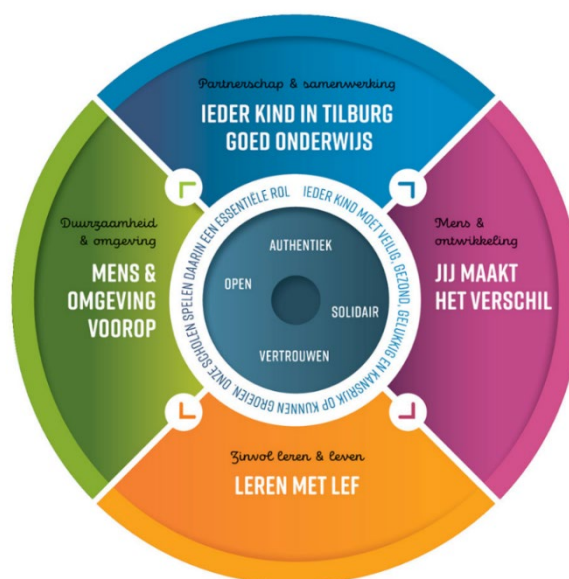 Partnerschap & samenwerking
IEDER KIND IN TILBURG
GOED ONDERWIJS
Duurzaamheid
& omgeving
MENS &
OMGEVING
VOOROP
Mens &
ontwikkeling
JIJ MAAKT
HET VERSCHIL
IEDER KIND MOET VEILIG, GEZOND, GELUKKIG EN KANSRIJK OP KUNNEN GROEIEN. ONZE SCHOLEN SPELEN DAARIN EEN ESSENTIËLE ROL
AUTHENTIEK
OPEN
SOLIDAIR
VERTROUWEN
Zinvol leren & leven
LEREN MET LEF